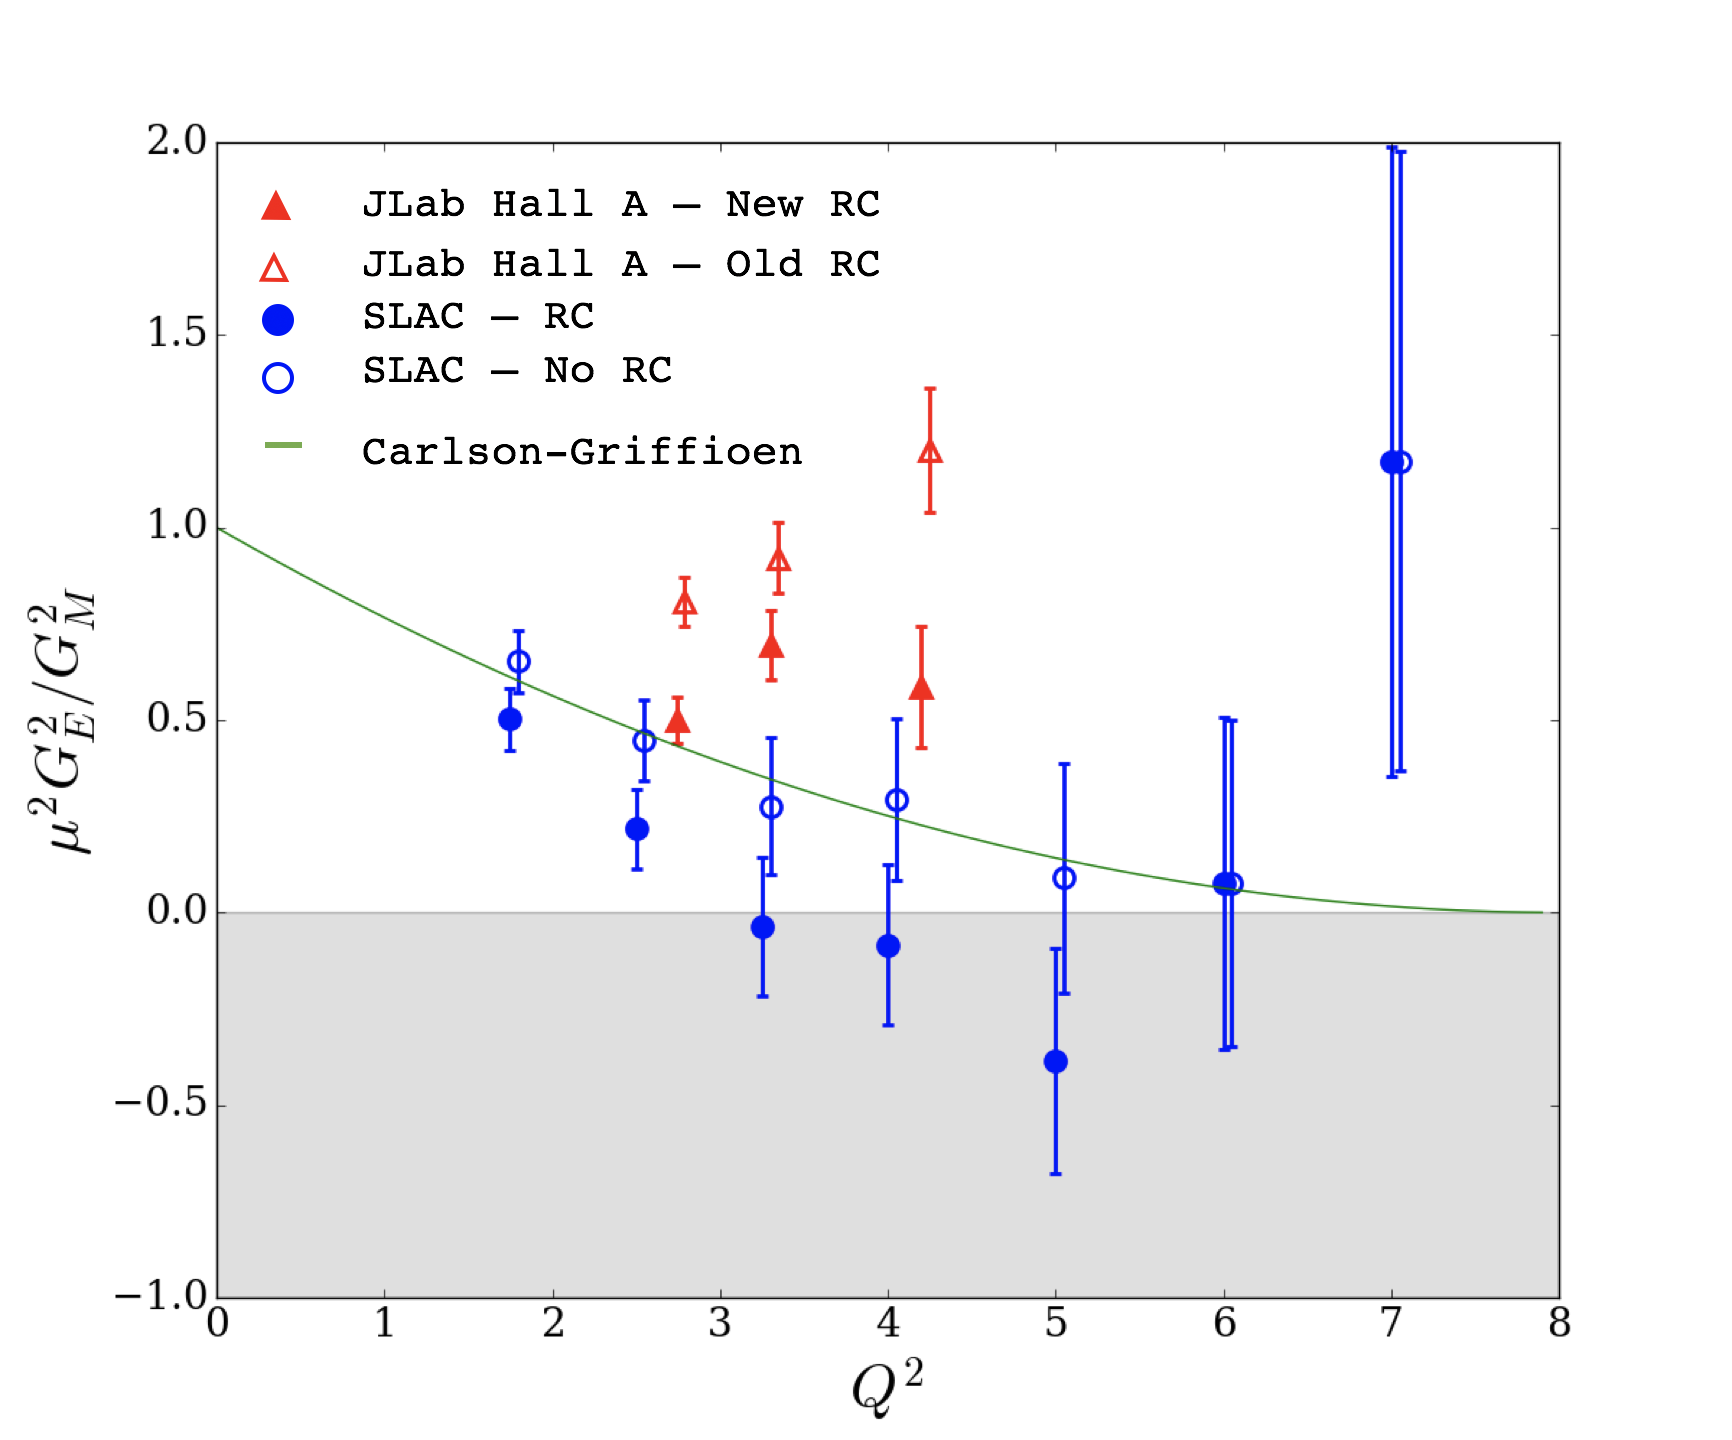 2.0
1.5
1.0
0.5
0.0
−0.5
−1.0
JLab Hall A – New RC
JLab Hall A – Old RC
SLAC – RC
SLAC – No RC
Carlson-Griffioen
μ²G²_E/G²_M
0 1 2 3 4 5 6 7 8
Q²